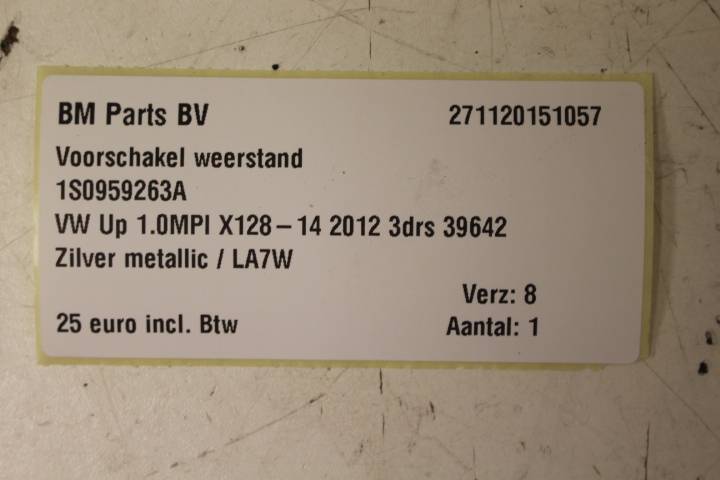 BM Parts BV 271120151057
Voorschakel weerstand
1S0959263A
VW Up 1.0MPI X128-14 2012 3drs 39642
Zilver metallic / LA7W
Verz: 8
25 euro incl. Btw Aantal: 1